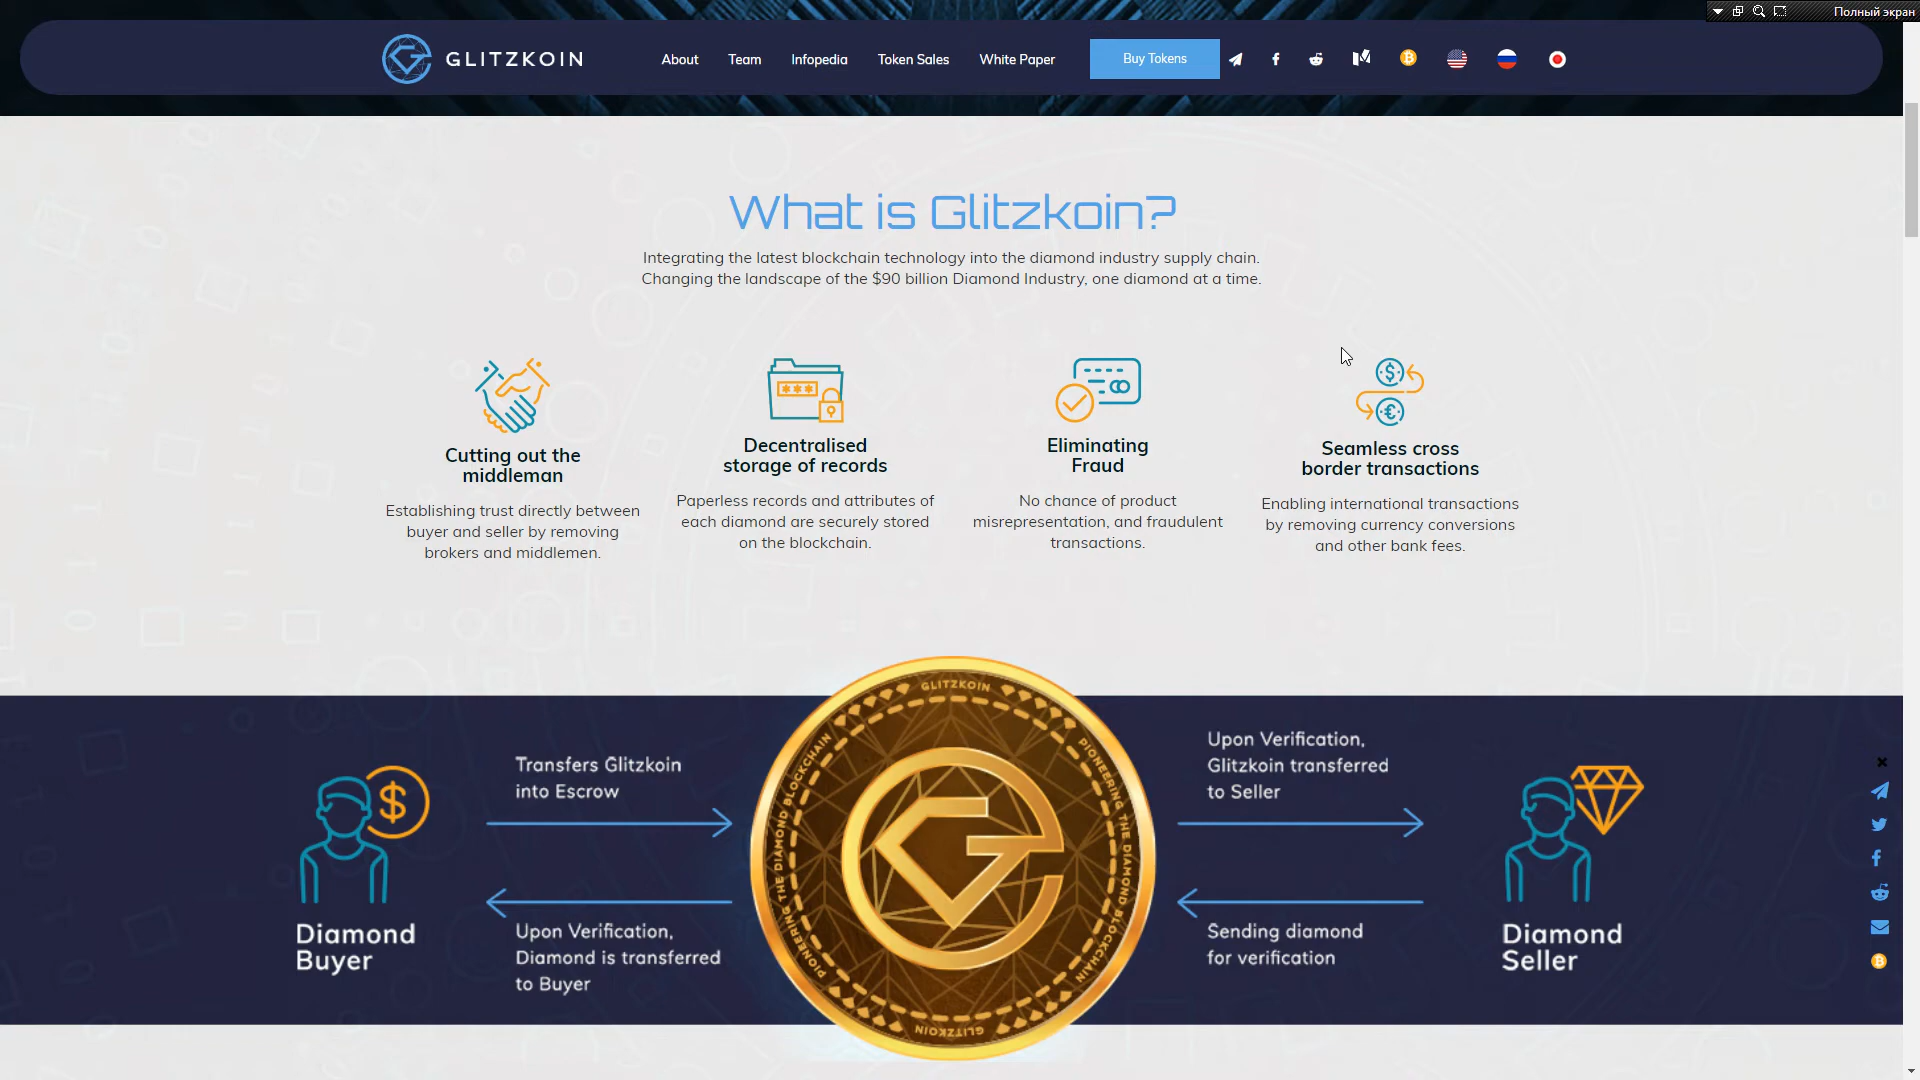 Полный экран
GLITZKOIN
About
Team
Infopedia
Token Sales
White Paper
Buy Tokens
What is Glitzkoin?
Integrating the latest blockchain technology into the diamond industry supply chain.
Changing the landscape of the $90 billion Diamond Industry, one diamond at a time.
Cutting out the
middleman
Establishing trust directly between
buyer and seller by removing
brokers and middlemen.
Decentralised
storage of records
Paperless records and attributes of
each diamond are securely stored
on the blockchain.
Eliminating
Fraud
No chance of product
misrepresentation, and fraudulent
transactions.
Seamless cross
border transactions
Enabling international transactions
by removing currency conversions
and other bank fees.
Diamond
Buyer
Transfers Glitzkoin
into Escrow
Upon Verification,
Diamond is transferred
to Buyer
GLITZKOIN
PIONEERING THE DIAMOND BLOCKCHAIN
GLITZKOIN
PIONEERING THE DIAMOND BLOCKCHAIN
Upon Verification,
Glitzkoin transferred
to Seller
Sending diamond
for verification
Diamond
Seller